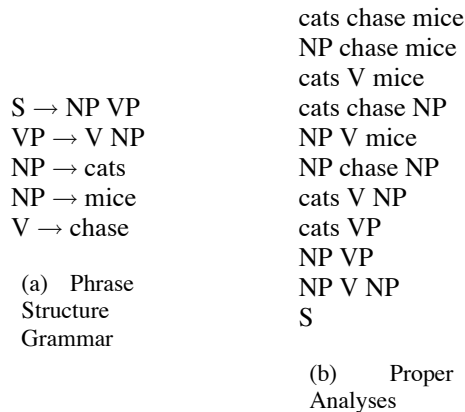 S → NP VP
VP → V NP
NP → cats
NP → mice
V → chase
(a) Phrase
Structure
Grammar
cats chase mice
NP chase mice
cats V mice
cats chase NP
NP V mice
NP chase NP
cats V NP
cats VP
NP VP
NP V NP
S
(b) Proper
Analyses